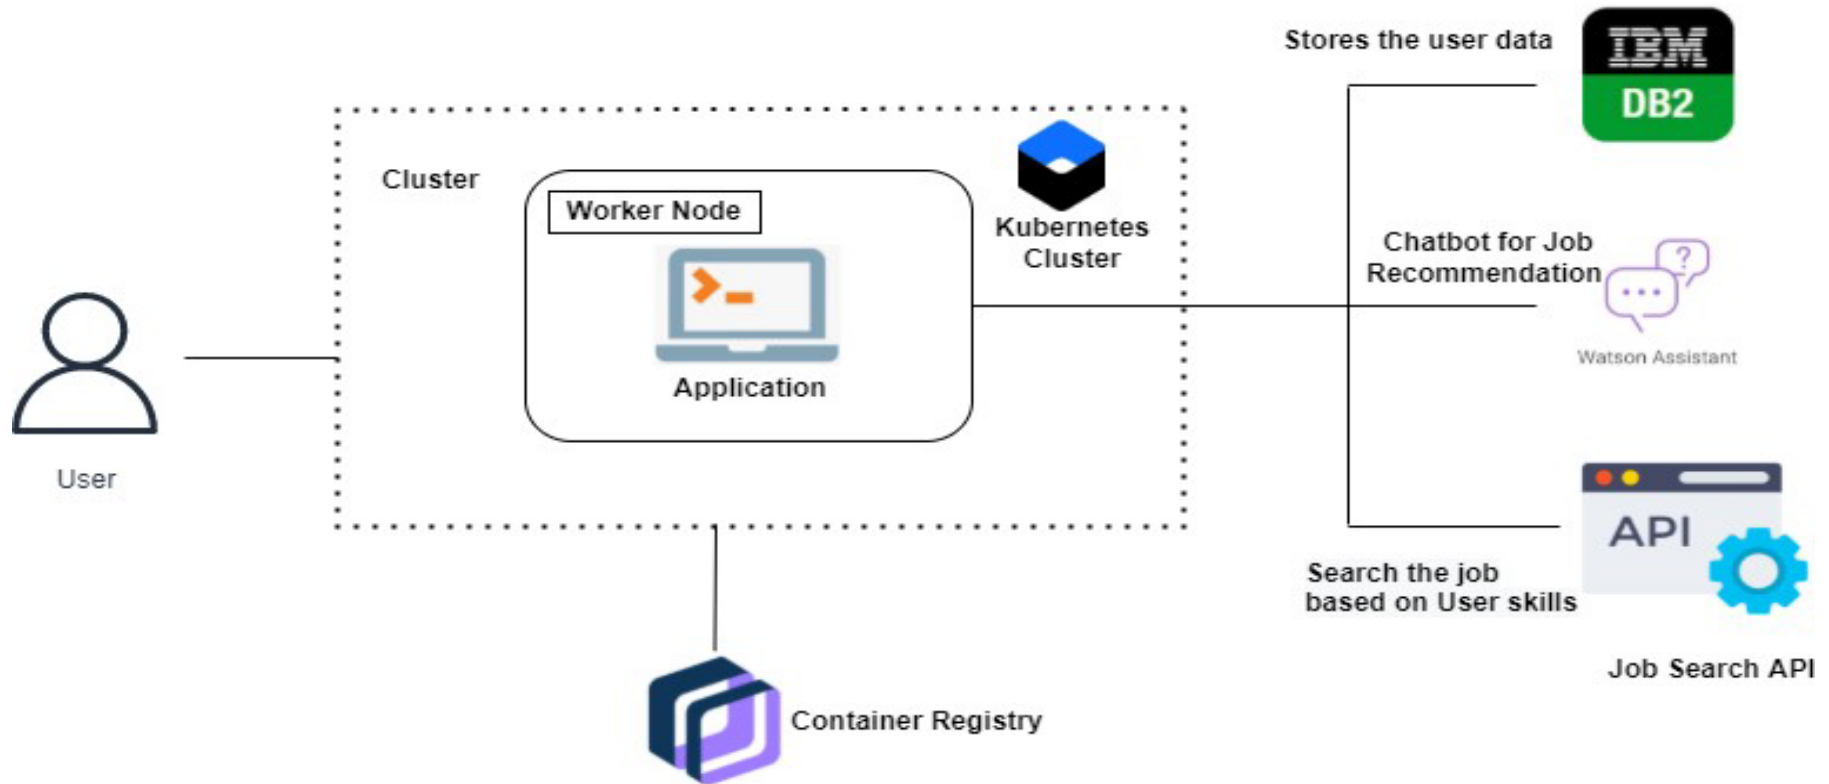 Stores the user data
IBM
DB2
Cluster
Worker Node
Kubernetes
Cluster
Application
Chatbot for Job
Recommendation
?
Watson Assistant
User
API
Search the job
based on User skills
Job Search API
Container Registry